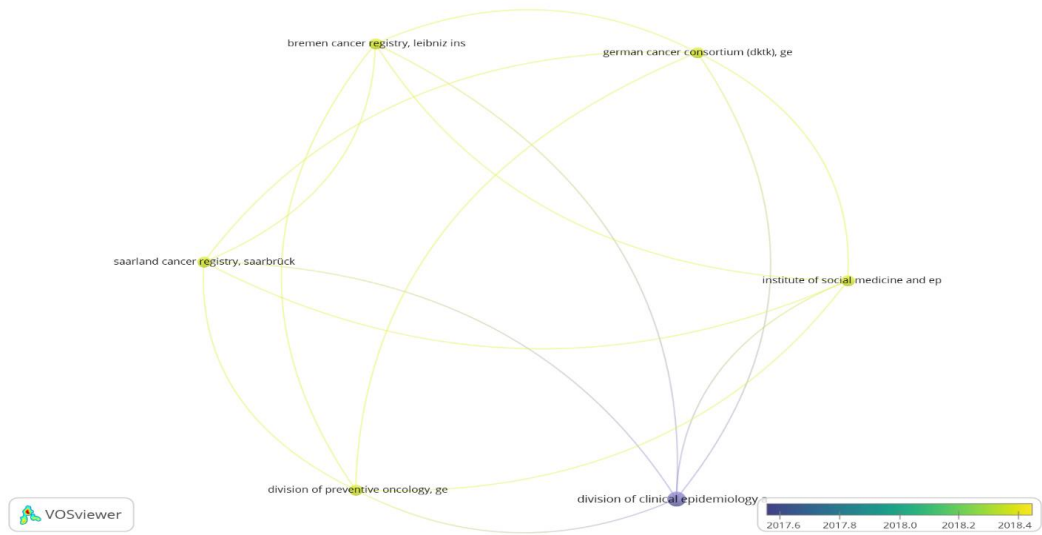 bremen cancer registry, leibniz ins
german cancer consortium (dktk), ge
saarland cancer registry, saarbrück
institute of social medicine and ep
division of preventive oncology, ge
division of clinical epidemiology
VOSviewer
2017.6 2017.8 2018.0 2018.2 2018.4